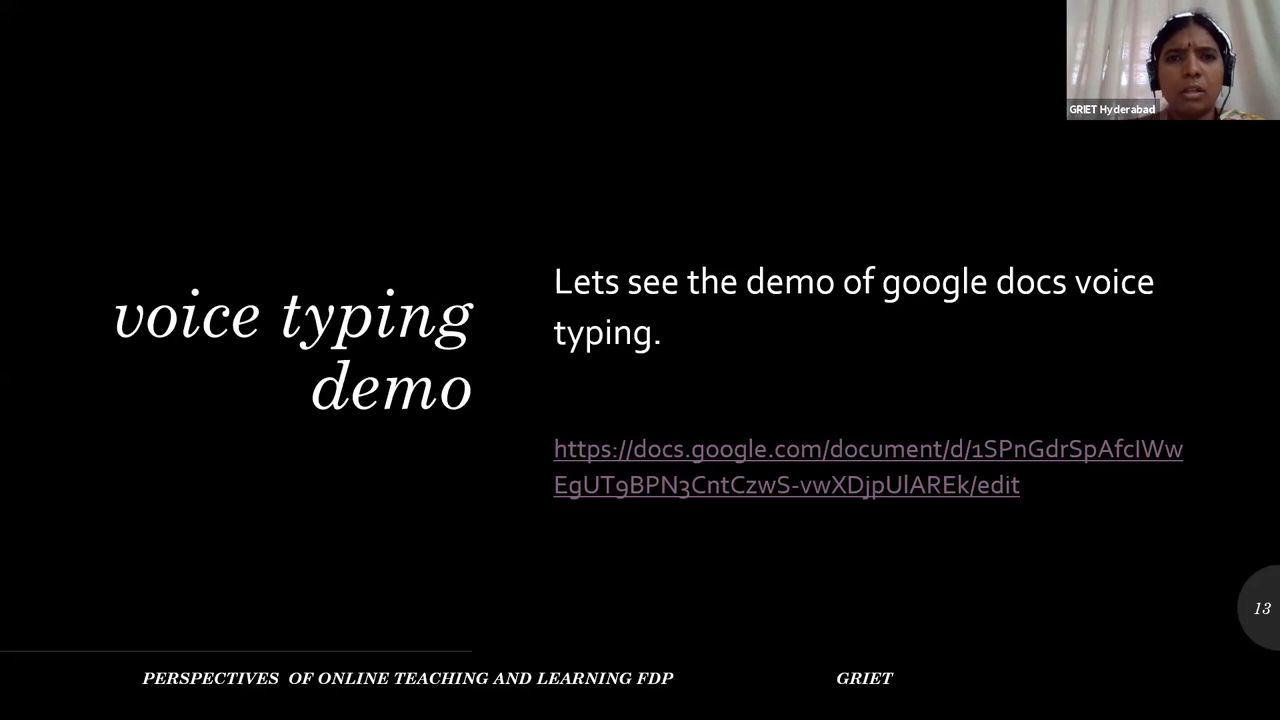 GRIET Hyderabad
voice typing
demo
Lets see the demo of google docs voice
typing.
https://docs.google.com/document/d/1SPnGdrSpAfcIWw
EgUT9BPN3CntCzwS-vwXDjpUlAREk/edit
13
PERSPECTIVES OF ONLINE TEACHING AND LEARNING FDP GRIET